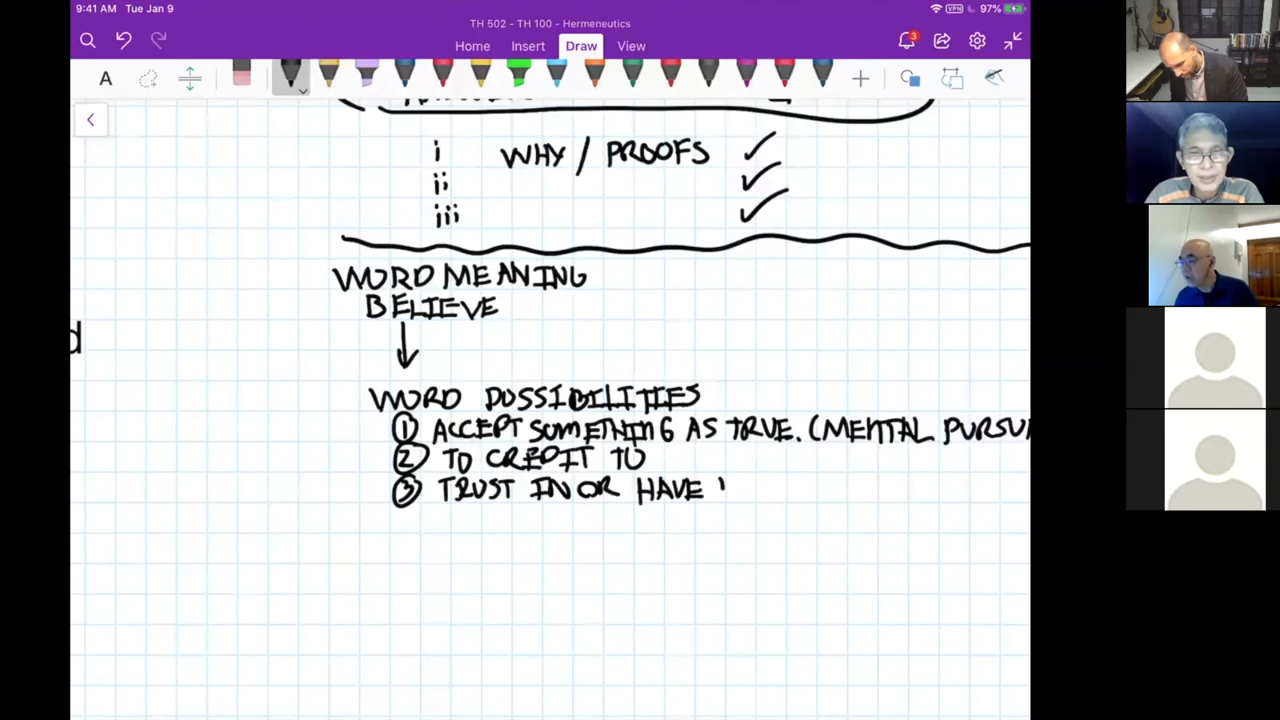 9:41 AM Tue Jan 9
VPN 97%
TH 502 - TH 100 - Hermeneutics
Home Insert Draw View
3
A
d
i WHY / PROOFS
ii
iii
WORD MEANING
BELIEVE
WORD POSSIBILITIES
1 ACCEPT SOMETHING AS TRUE. (MENTAL PURSU
2 TO CREDIT TO
3 TRUST IN OR HAVE